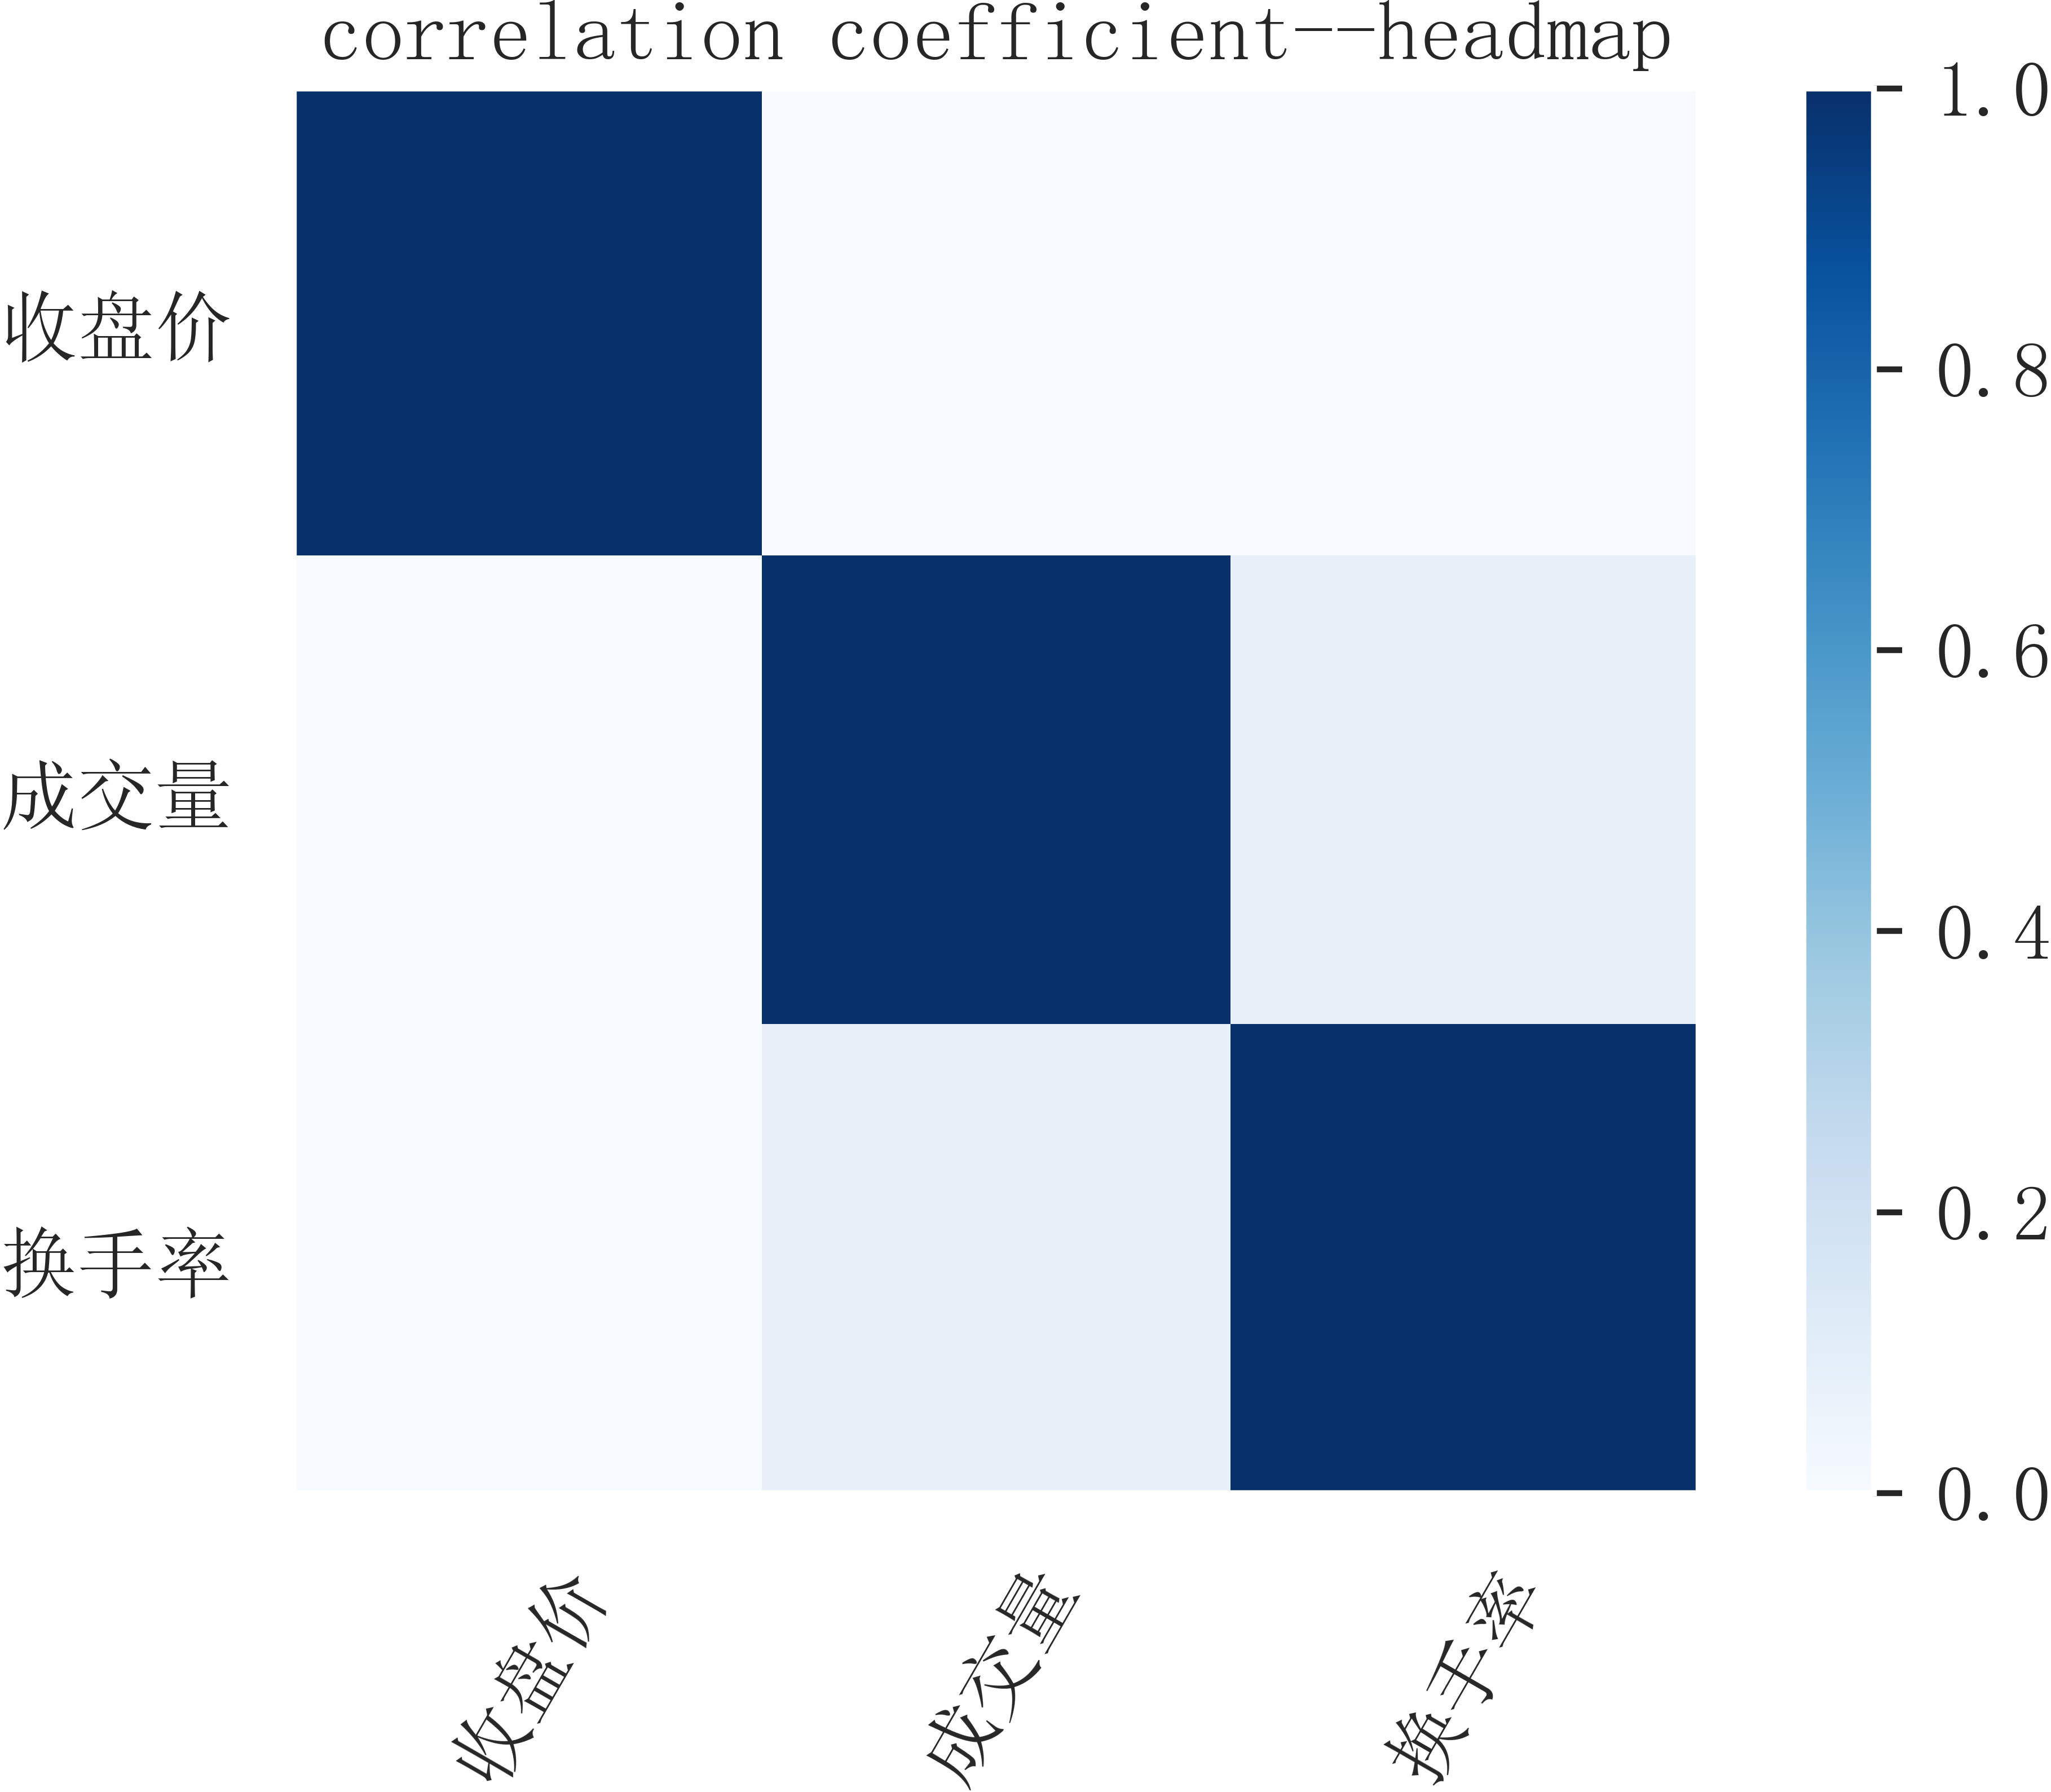 correlation coefficient--headmap
收盘价
成交量
换手率
1.0
0.8
0.6
0.4
0.2
0.0
收盘价
成交量
换手率